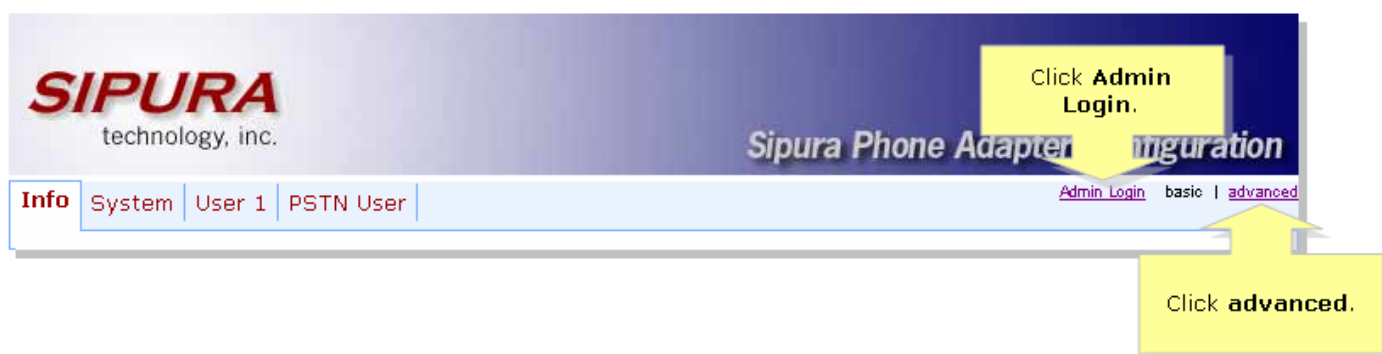 SIPURA
technology, inc.
Click Admin
Login.
Sipura Phone Adapter nfiguration
Info System User 1 PSTN User Admin Login basic | advanced
Click advanced.